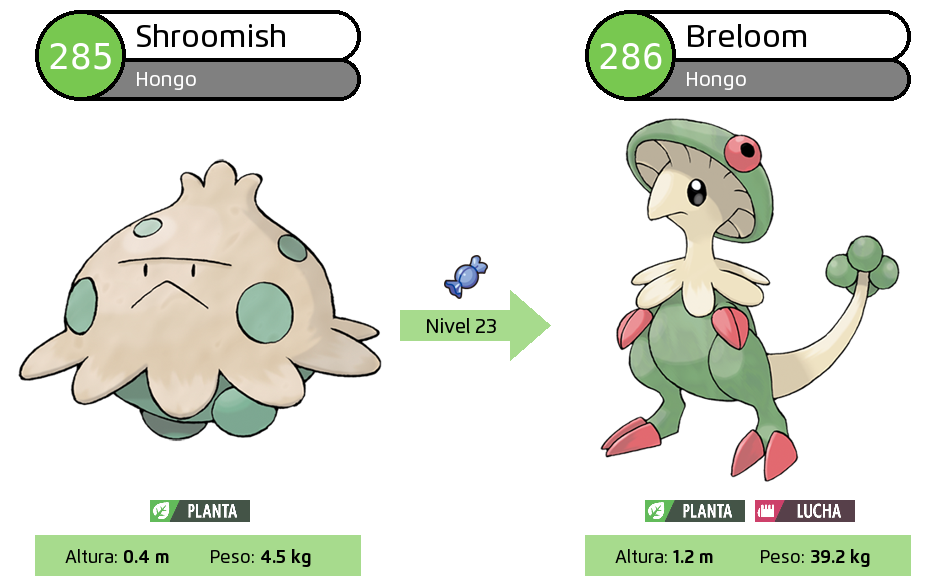 285
Shroomish
Hongo
286
Breloom
Hongo
Nivel 23
PLANTA
PLANTA
LUCHA
Altura: 0.4 m
Peso: 4.5 kg
Altura: 1.2 m
Peso: 39.2 kg